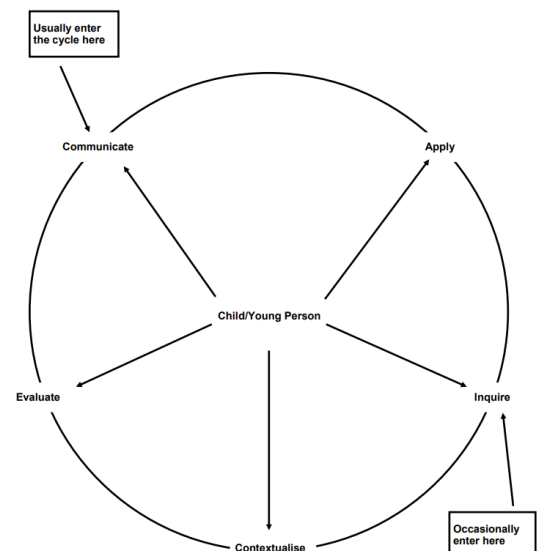 Usually enter
the cycle here
Communicate
Apply
Child/Young Person
Evaluate
Inquire
Occasionally
enter here
Contextualise